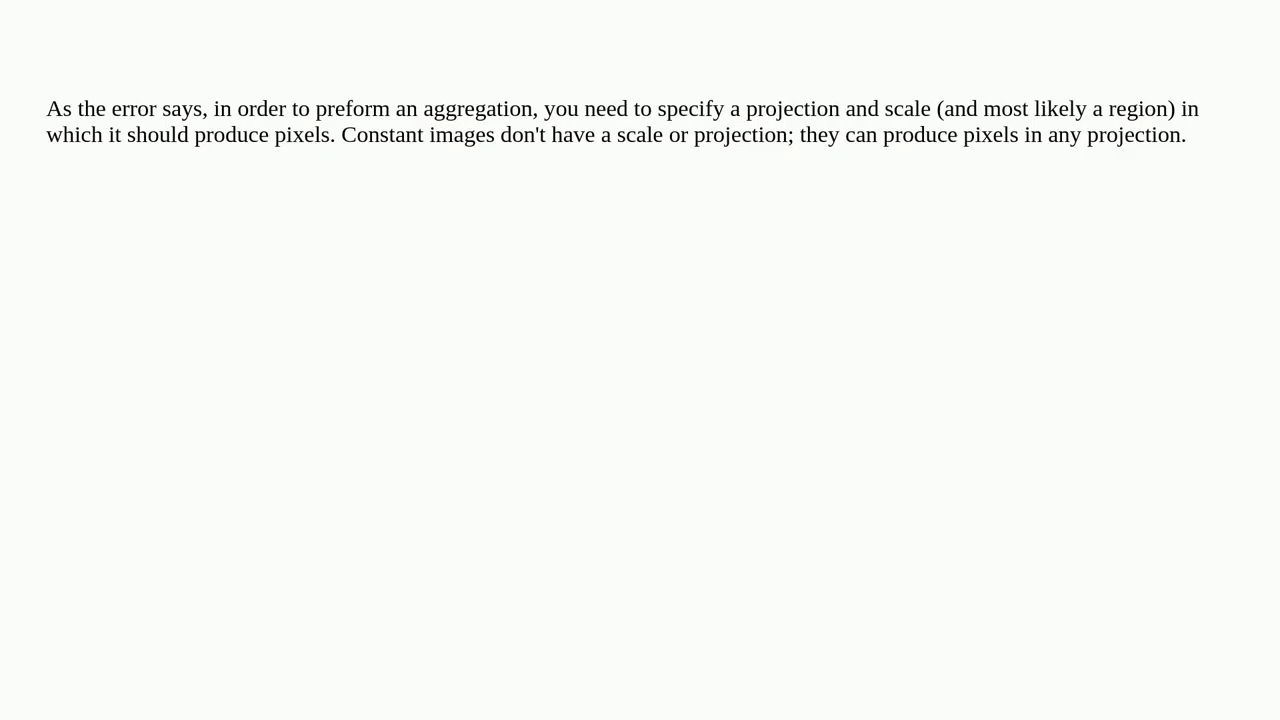 As the error says, in order to preform an aggregation, you need to specify a projection and scale (and most likely a region) in
which it should produce pixels. Constant images don't have a scale or projection; they can produce pixels in any projection.